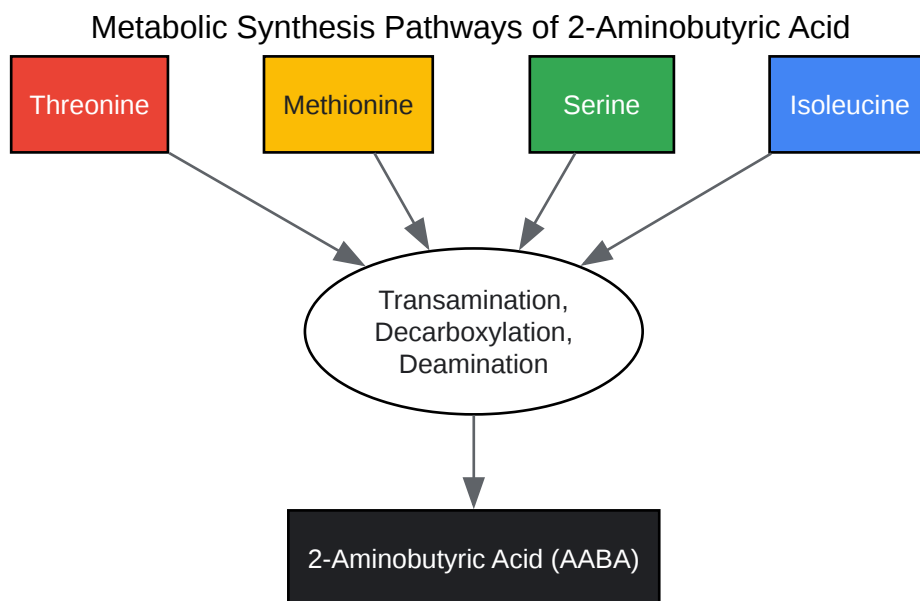 Metabolic Synthesis Pathways of 2-Aminobutyric Acid
Threonine
Methionine
Serine
Isoleucine
Transamination,
Decarboxylation,
Deamination
2-Aminobutyric Acid (AABA)